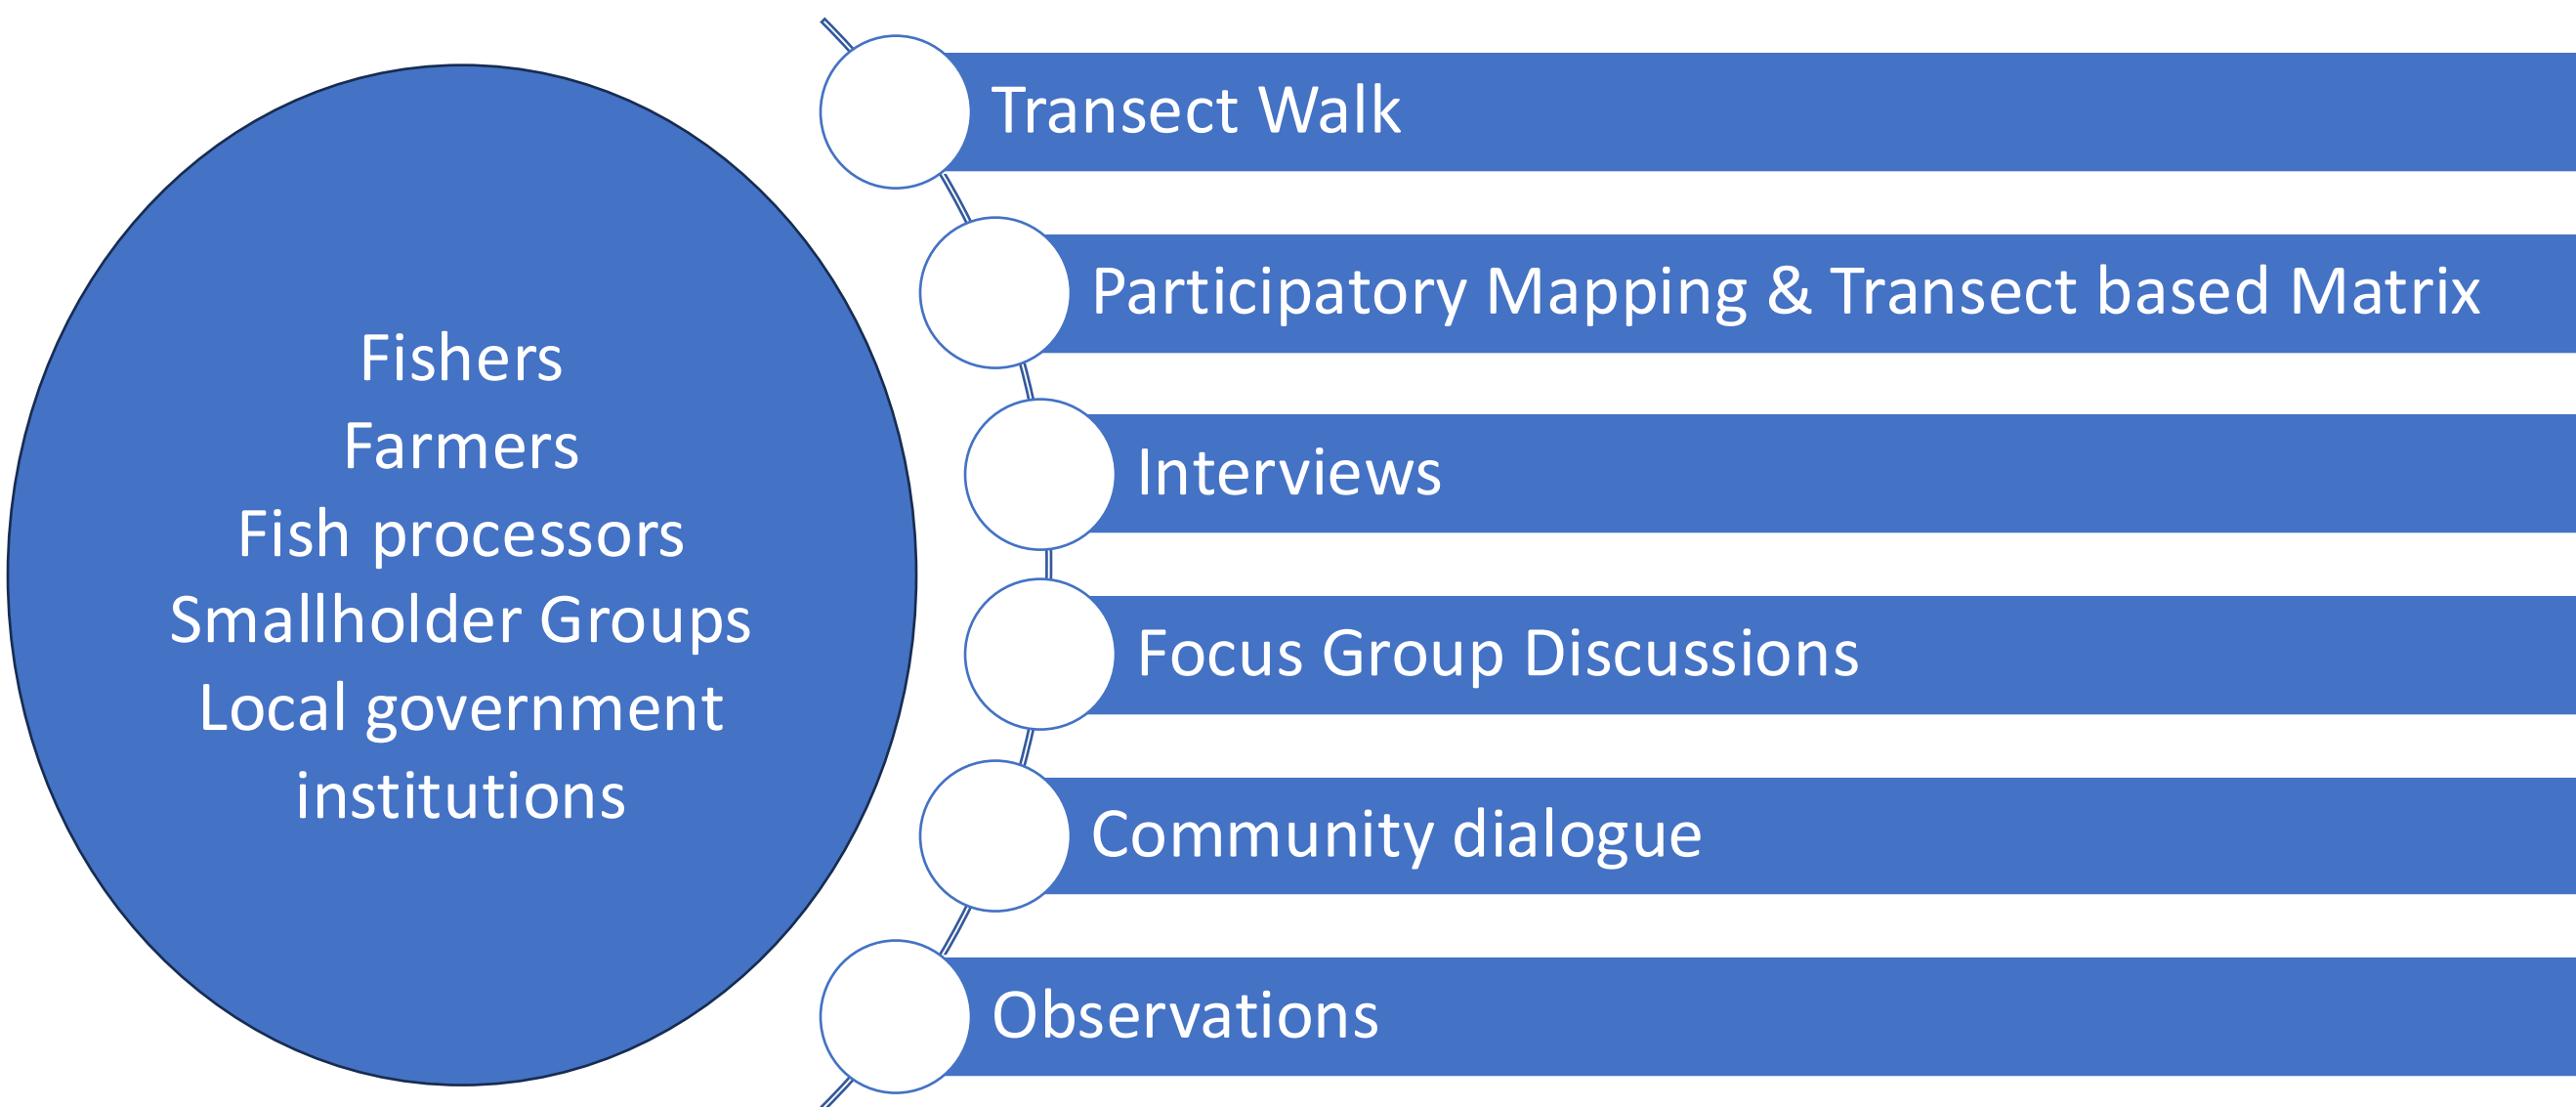 Fishers
Farmers
Fish processors
Smallholder Groups
Local government
institutions
Transect Walk
Participatory Mapping & Transect based Matrix
Interviews
Focus Group Discussions
Community dialogue
Observations